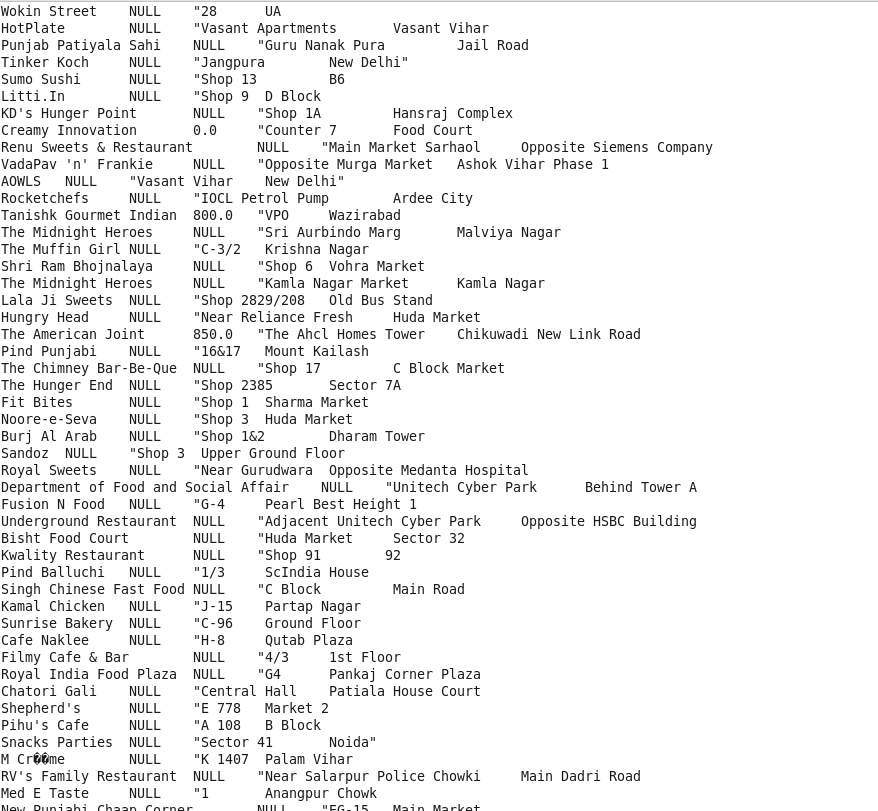 Wokin Street    NULL    "28      UA
HotPlate        NULL    "Vasant Apartments       Vasant Vihar
Punjab Patiyala Sahi    NULL    "Guru Nanak Pura         Jail Road
Tinker Koch     NULL    "Jangpura        New Delhi"
Sumo Sushi      NULL    "Shop 13         B6
Litti.In        NULL    "Shop 9  D Block
KD's Hunger Point       NULL    "Shop 1A         Hansraj Complex
Creamy Innovation       0.0     "Counter 7       Food Court
Renu Sweets & Restaurant        NULL    "Main Market Sarhaol     Opposite Siemens Company
VadaPav 'n' Frankie     NULL    "Opposite Murga Market   Ashok Vihar Phase 1
AOWLS   NULL    "Vasant Vihar    New Delhi"
Rocketchefs     NULL    "IOCL Petrol Pump        Ardee City
Tanishk Gourmet Indian  800.0   "VPO     Wazirabad
The Midnight Heroes     NULL    "Sri Aurbindo Marg       Malviya Nagar
The Muffin Girl NULL    "C-3/2   Krishna Nagar
Shri Ram Bhojnalaya     NULL    "Shop 6  Vohra Market
The Midnight Heroes     NULL    "Kamla Nagar Market      Kamla Nagar
Lala Ji Sweets  NULL    "Shop 2829/208   Old Bus Stand
Hungry Head     NULL    "Near Reliance Fresh     Huda Market
The American Joint      850.0   "The Ahcl Homes Tower    Chikuwadi New Link Road
Pind Punjabi    NULL    "16&17   Mount Kailash
The Chimney Bar-Be-Que  NULL    "Shop 17         C Block Market
The Hunger End  NULL    "Shop 2385       Sector 7A
Fit Bites       NULL    "Shop 1  Sharma Market
Noore-e-Seva    NULL    "Shop 3  Huda Market
Burj Al Arab    NULL    "Shop 1&2        Dharam Tower
Sandoz  NULL    "Shop 3  Upper Ground Floor
Royal Sweets    NULL    "Near Gurudwara  Opposite Medanta Hospital
Department of Food and Social Affair    NULL    "Unitech Cyber Park      Behind Tower A
Fusion N Food   NULL    "G-4     Pearl Best Height 1
Underground Restaurant  NULL    "Adjacent Unitech Cyber Park     Opposite HSBC Building
Bisht Food Court        NULL    "Huda Market     Sector 32
Kwality Restaurant      NULL    "Shop 91        92
Pind Balluchi   NULL    "1/3     ScIndia House
Singh Chinese Fast Food NULL    "C Block         Main Road
Kamal Chicken   NULL    "J-15    Partap Nagar
Sunrise Bakery  NULL    "C-96    Ground Floor
Cafe Naklee     NULL    "H-8     Qutab Plaza
Filmy Cafe & Bar        NULL    "4/3     1st Floor
Royal India Food Plaza  NULL    "G4      Pankaj Corner Plaza
Chatori Gali    NULL    "Central Hall    Patiala House Court
Shepherd's      NULL    "E 778   Market 2
Pihu's Cafe     NULL    "A 108   B Block
Snacks Parties  NULL    "Sector 41       Noida"
M Cr��me        NULL    "K 1407  Palam Vihar
RV's Family Restaurant  NULL    "Near Salarpur Police Chowki     Main Dadri Road
Med E Taste     NULL    "1       Anangpur Chowk
New Punjabi Chaap Corner        NULL    "FG-15   Main Market